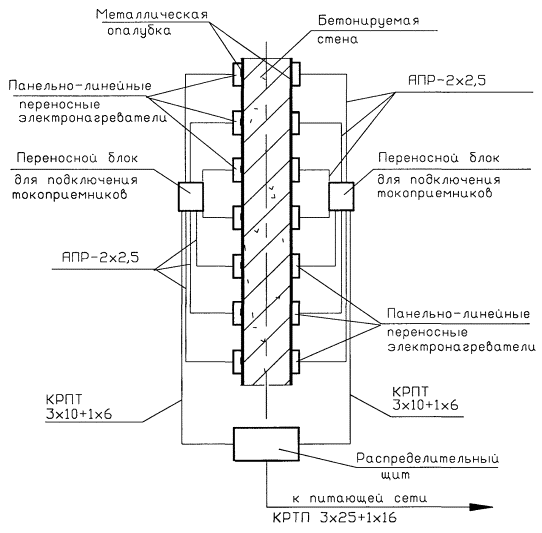 Металлическая
опалубка
Бетонируемая
стена
Панельно-линейные
переносные
электронагреватели
АПР-2х2,5
Переносной блок
для подключения
токоприемников
Переносной блок
для подключения
токоприемников
АПР-2х2,5
Панельно-линейные
переносные
электронагреватели
КРПТ
3х10+1х6
КРПТ
3х10+1х6
Распределительный
щит
к питающей сети
КРТП 3х25+1х16